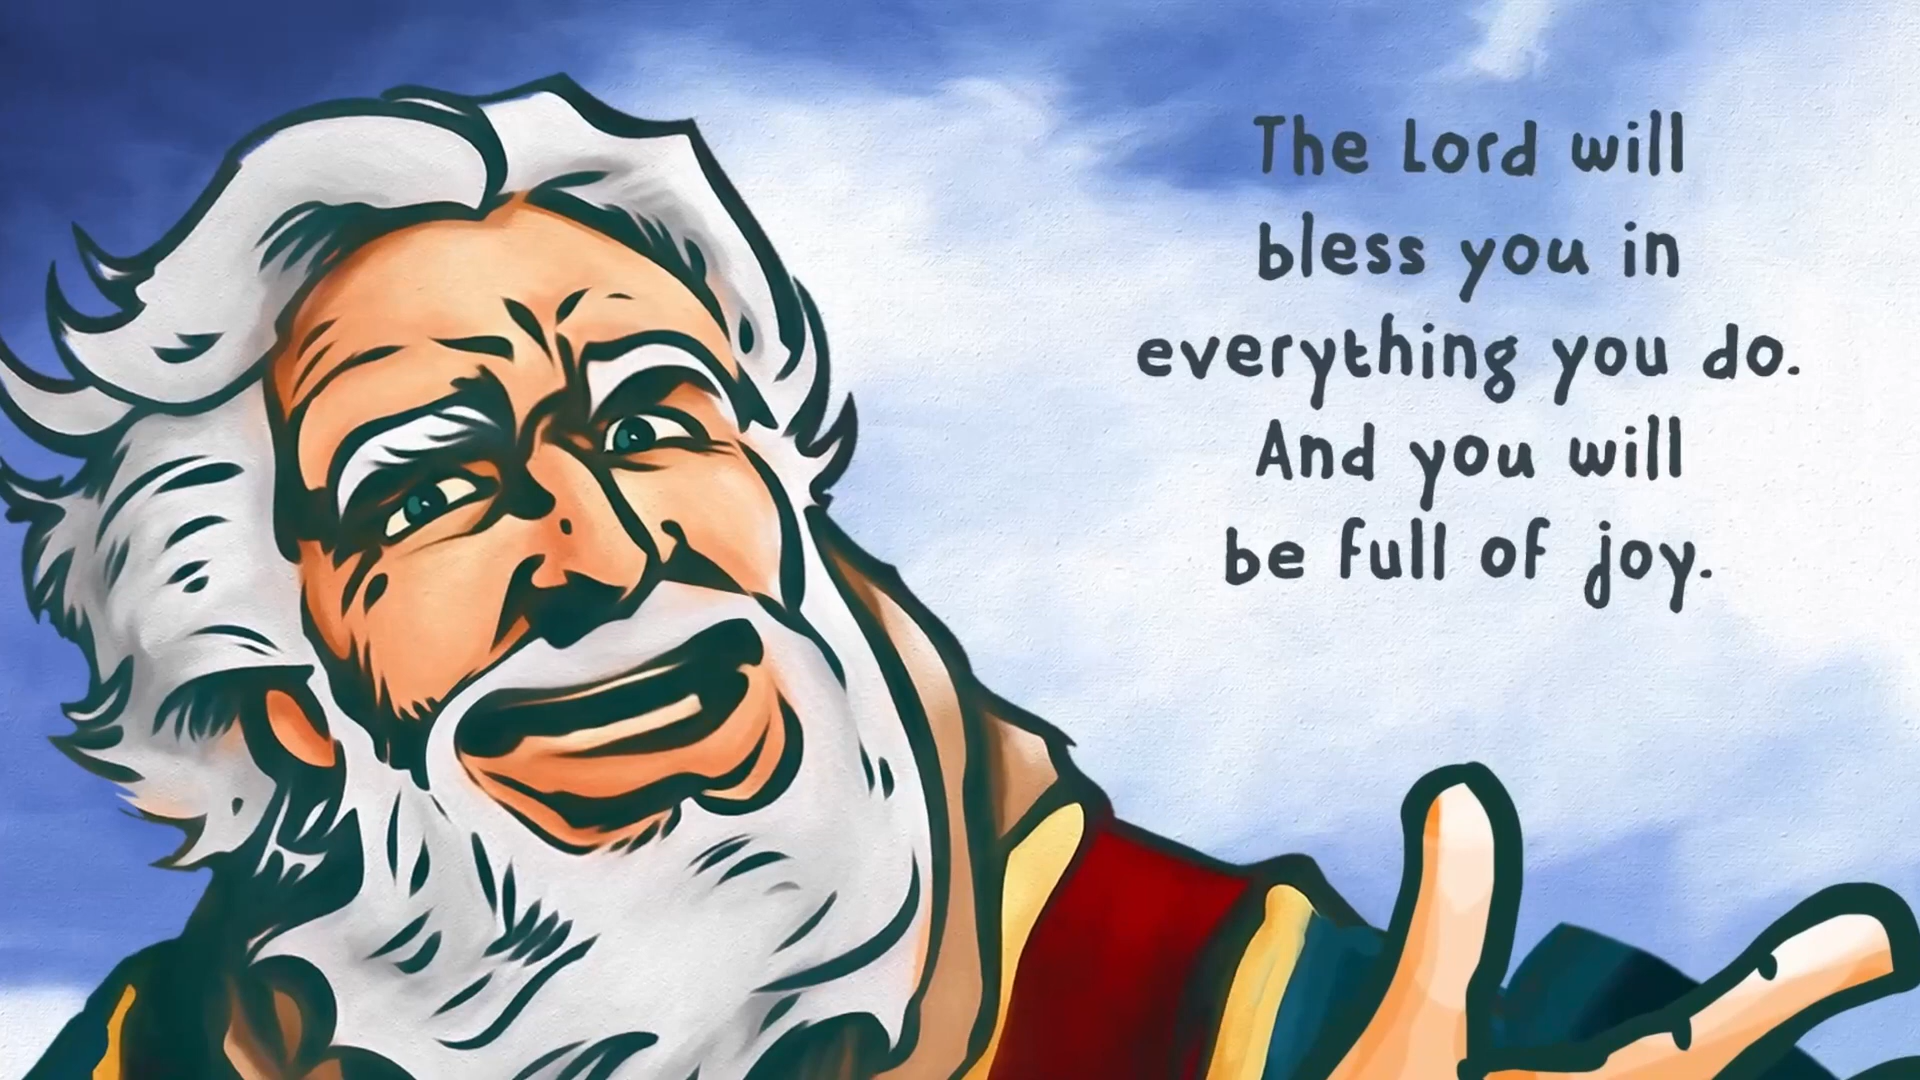 The Lord will
bless you in
everything you do.
And you will
be full of joy.